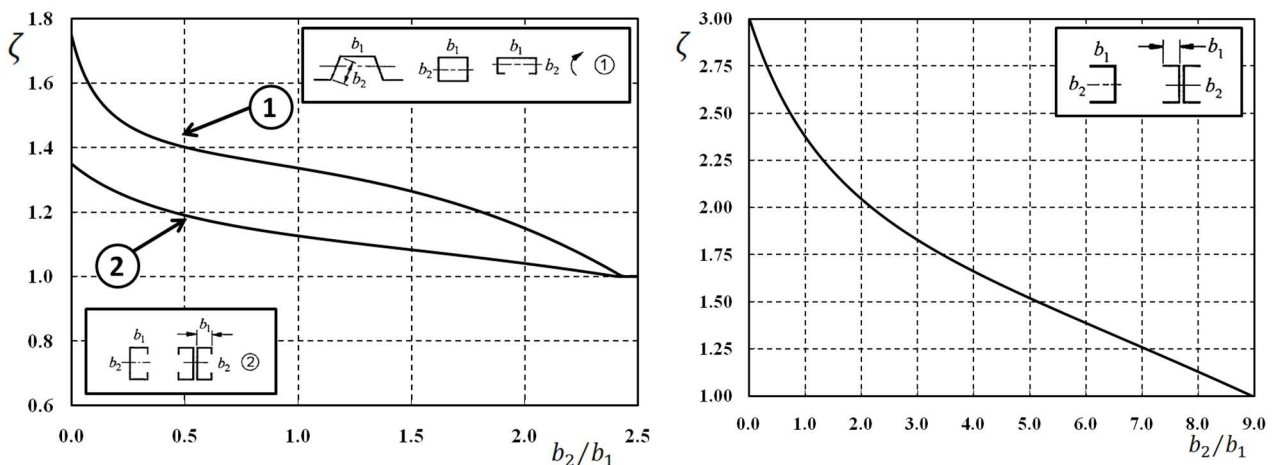 1.8
ζ
1.6
1.4
1.2
1.0
0.8
0.6
0.0 0.5 1.0 1.5 2.0 2.5
b₂/b₁
b₁ b₁ b₁
b₂ b₂ b₂ ①
1
2
b₁ b₁
b₂ b₂ ②
3.00
ζ
2.75
2.50
2.25
2.00
1.75
1.50
1.25
1.00
0.0 1.0 2.0 3.0 4.0 5.0 6.0 7.0 8.0 9.0
b₂/b₁
b₁ b₁
b₂ b₂